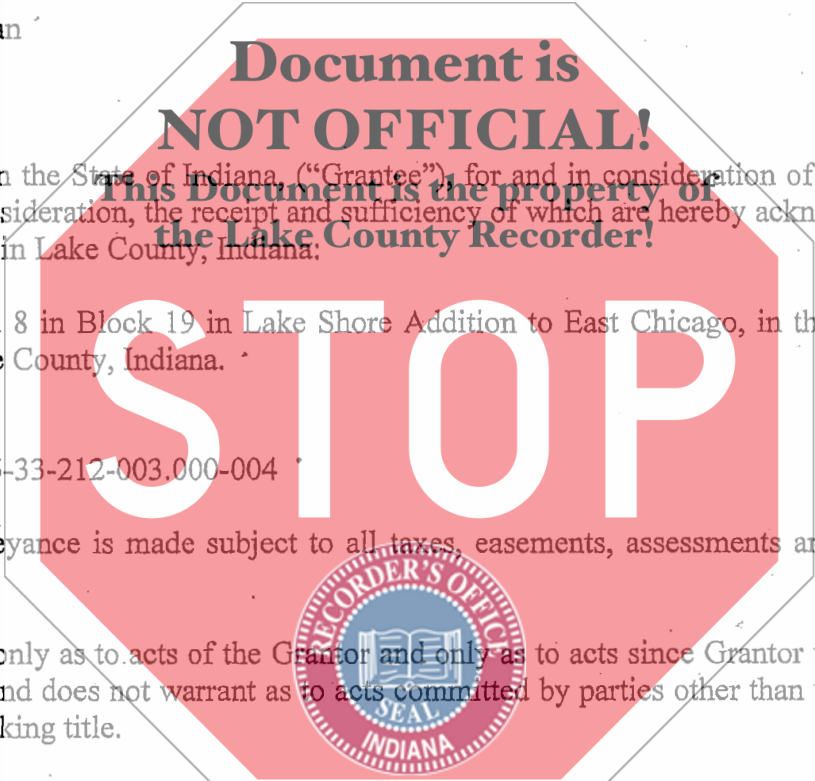 an
Document is
NOT OFFICIAL!
n the State of Indiana, (“Grantee”), for and in consideration of
This Document is the property of
sideration, the receipt and sufficiency of which are hereby ackn
the Lake County Recorder!
in Lake County, Indiana:
8 in Block 19 in Lake Shore Addition to East Chicago, in th
County, Indiana.
STOP
-33-212-003.000-004
eyance is made subject to all taxes, easements, assessments an
RECORDER'S OFFICE
only as to acts of the Grantor and only as to acts since Grantor
nd does not warrant as to acts committed by parties other than
SEAL
king title.
INDIANA